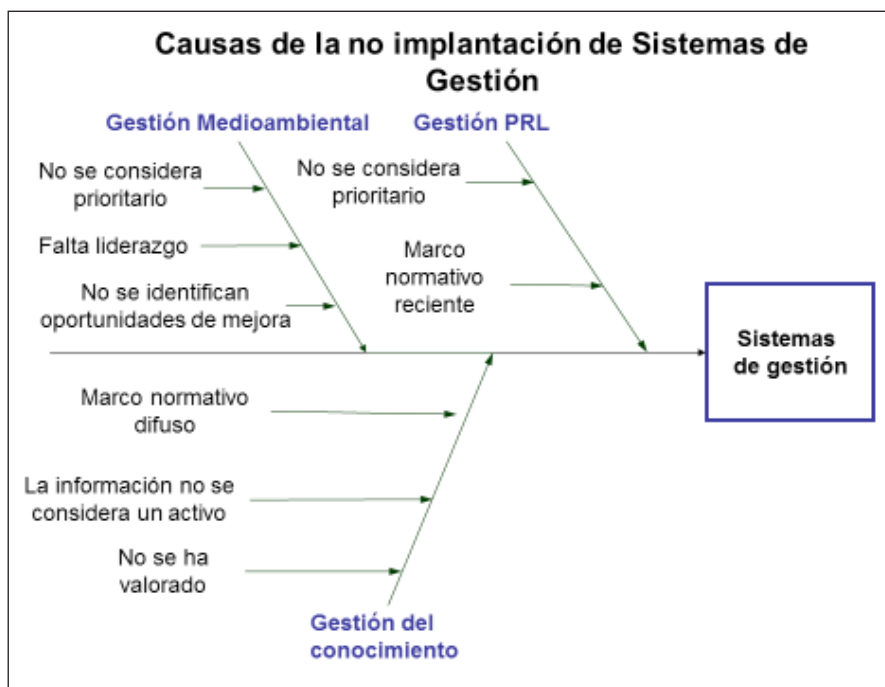 Causas de la no implantación de Sistemas de
Gestión
Gestión Medioambiental
Gestión PRL
No se considera
prioritario
Falta liderazgo
No se identifican
oportunidades de mejora
No se considera
prioritario
Marco
normativo
reciente
Sistemas
de gestión
Marco normativo
difuso
La información no se
considera un activo
No se ha
valorado
Gestión del
conocimiento